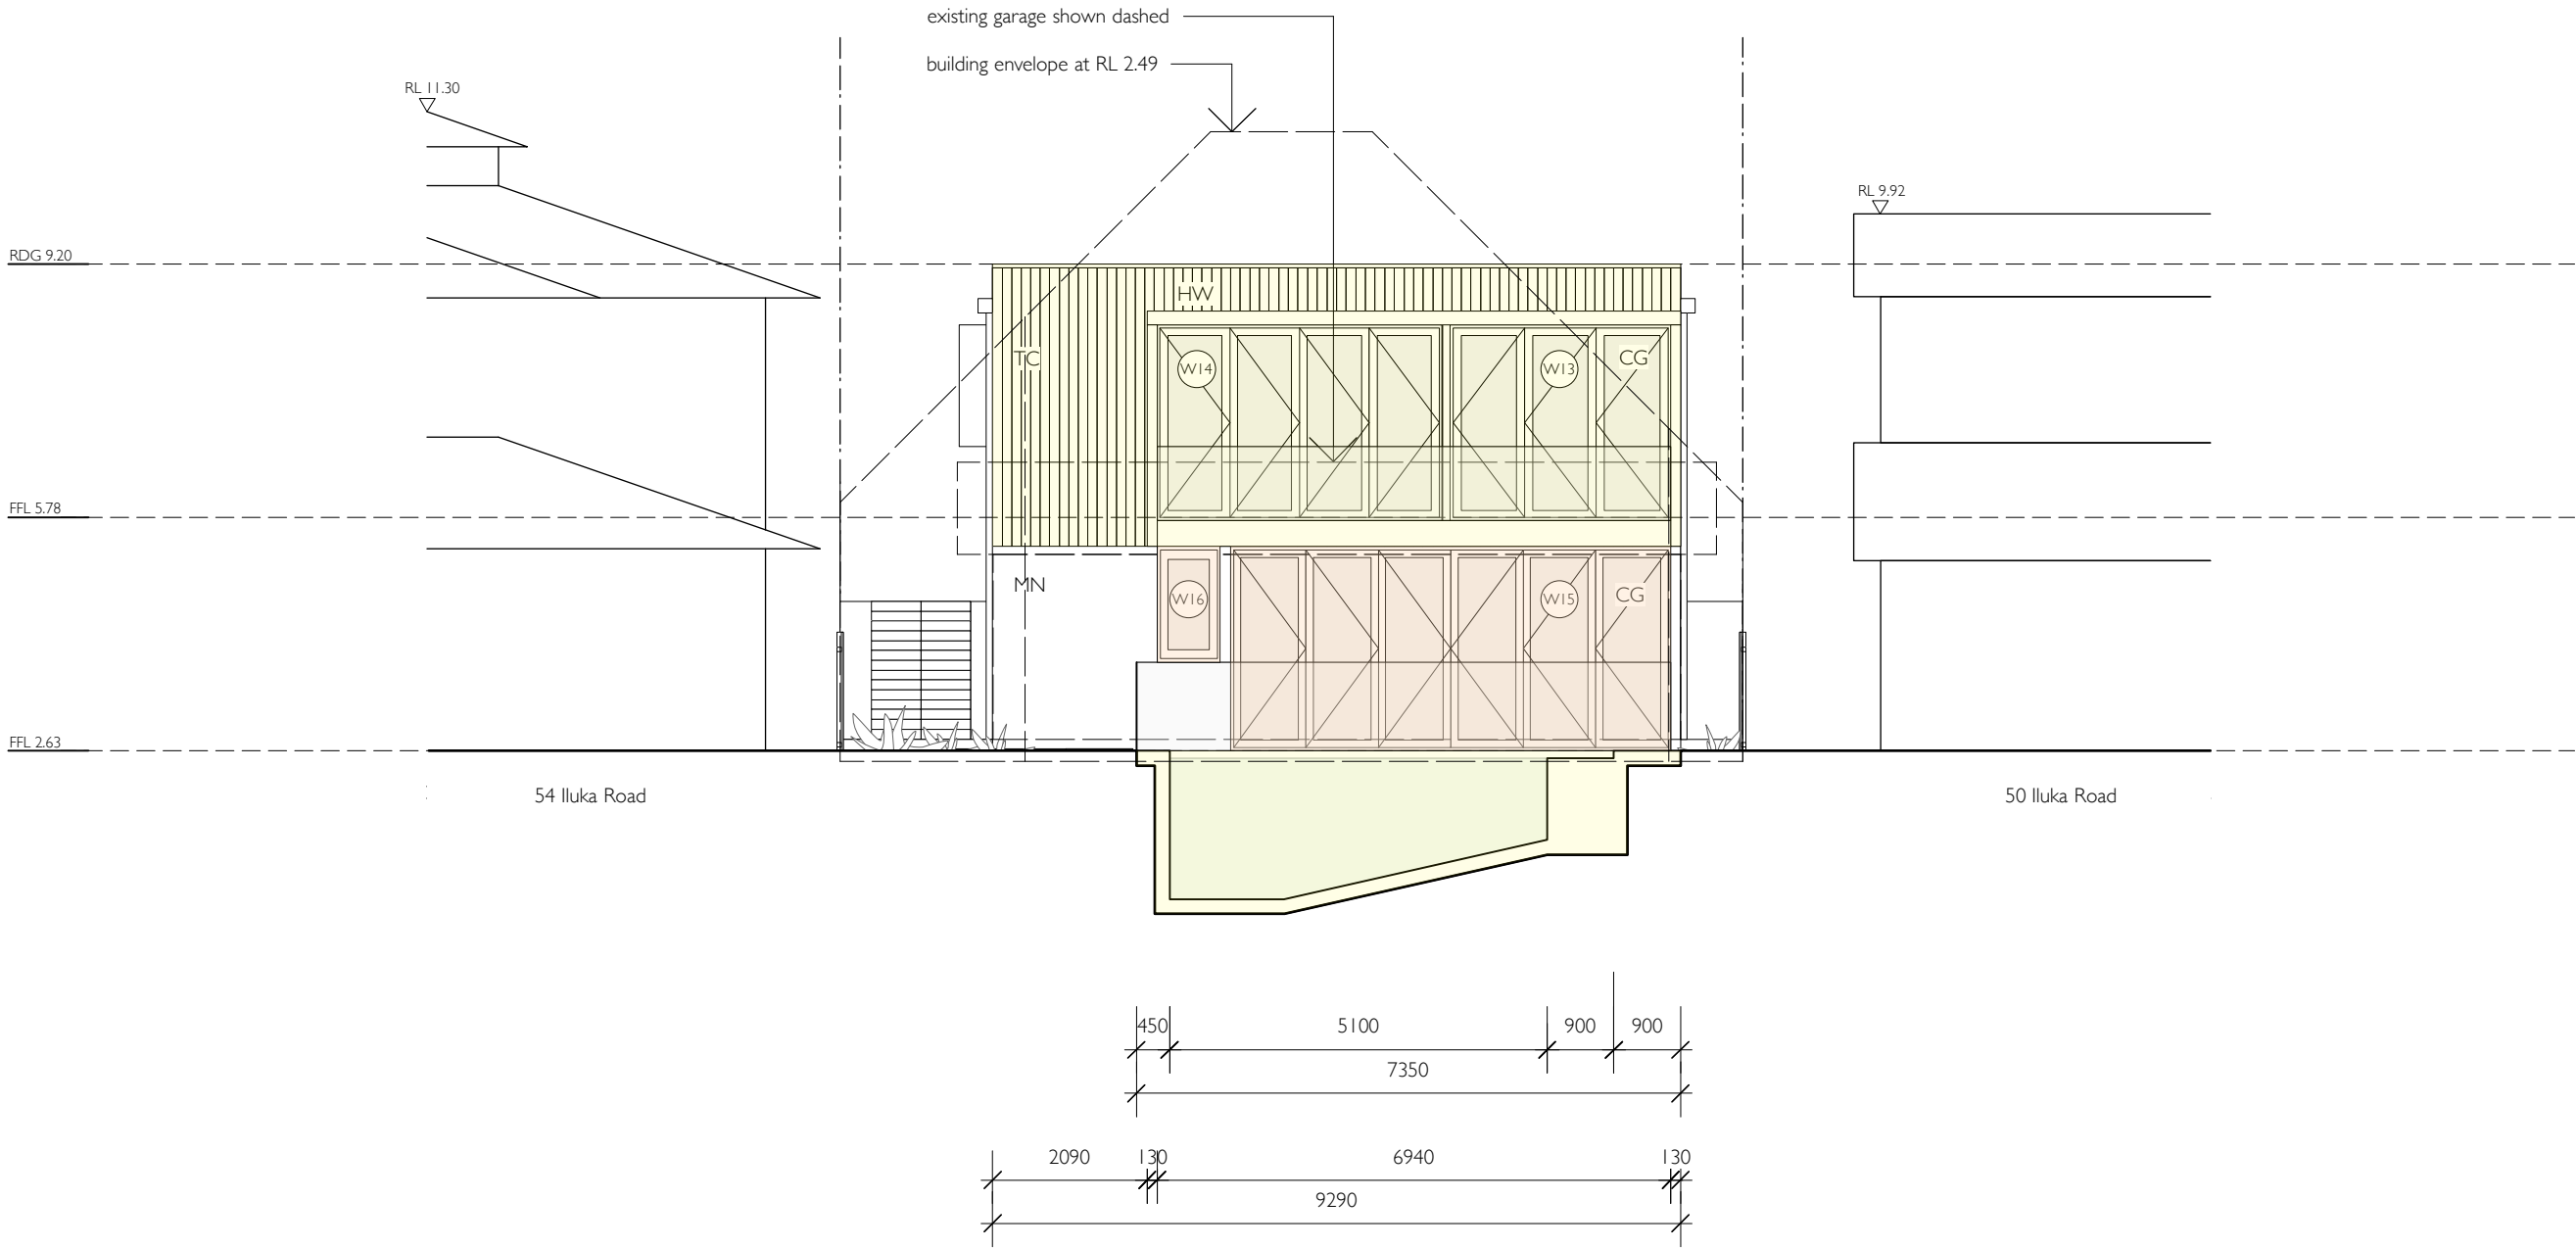 existing garage shown dashed
building envelope at RL 2.49
RL 11.30
RL 9.92
RDG 9.20
HW
TC
W14
W13
CG
FFL 5.78
MN
W16
W15
CG
FFL 2.63
54 Iluka Road
50 Iluka Road
450
5100
900
900
7350
2090
130
6940
130
9290